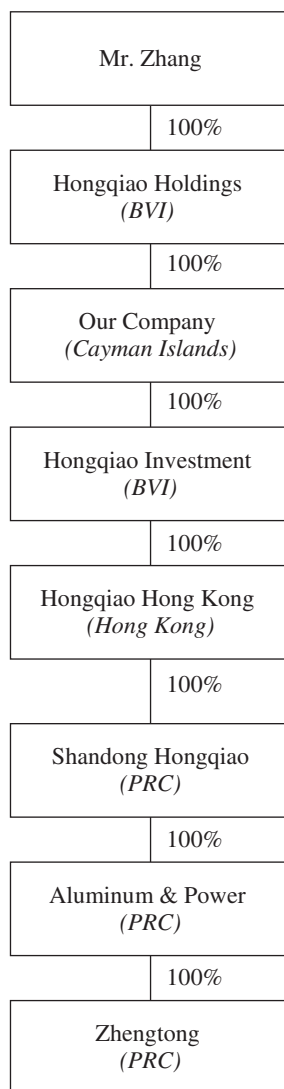 Mr. Zhang
100%
Hongqiao Holdings
(BVI)
100%
Our Company
(Cayman Islands)
100%
Hongqiao Investment
(BVI)
100%
Hongqiao Hong Kong
(Hong Kong)
100%
Shandong Hongqiao
(PRC)
100%
Aluminum & Power
(PRC)
100%
Zhengtong
(PRC)